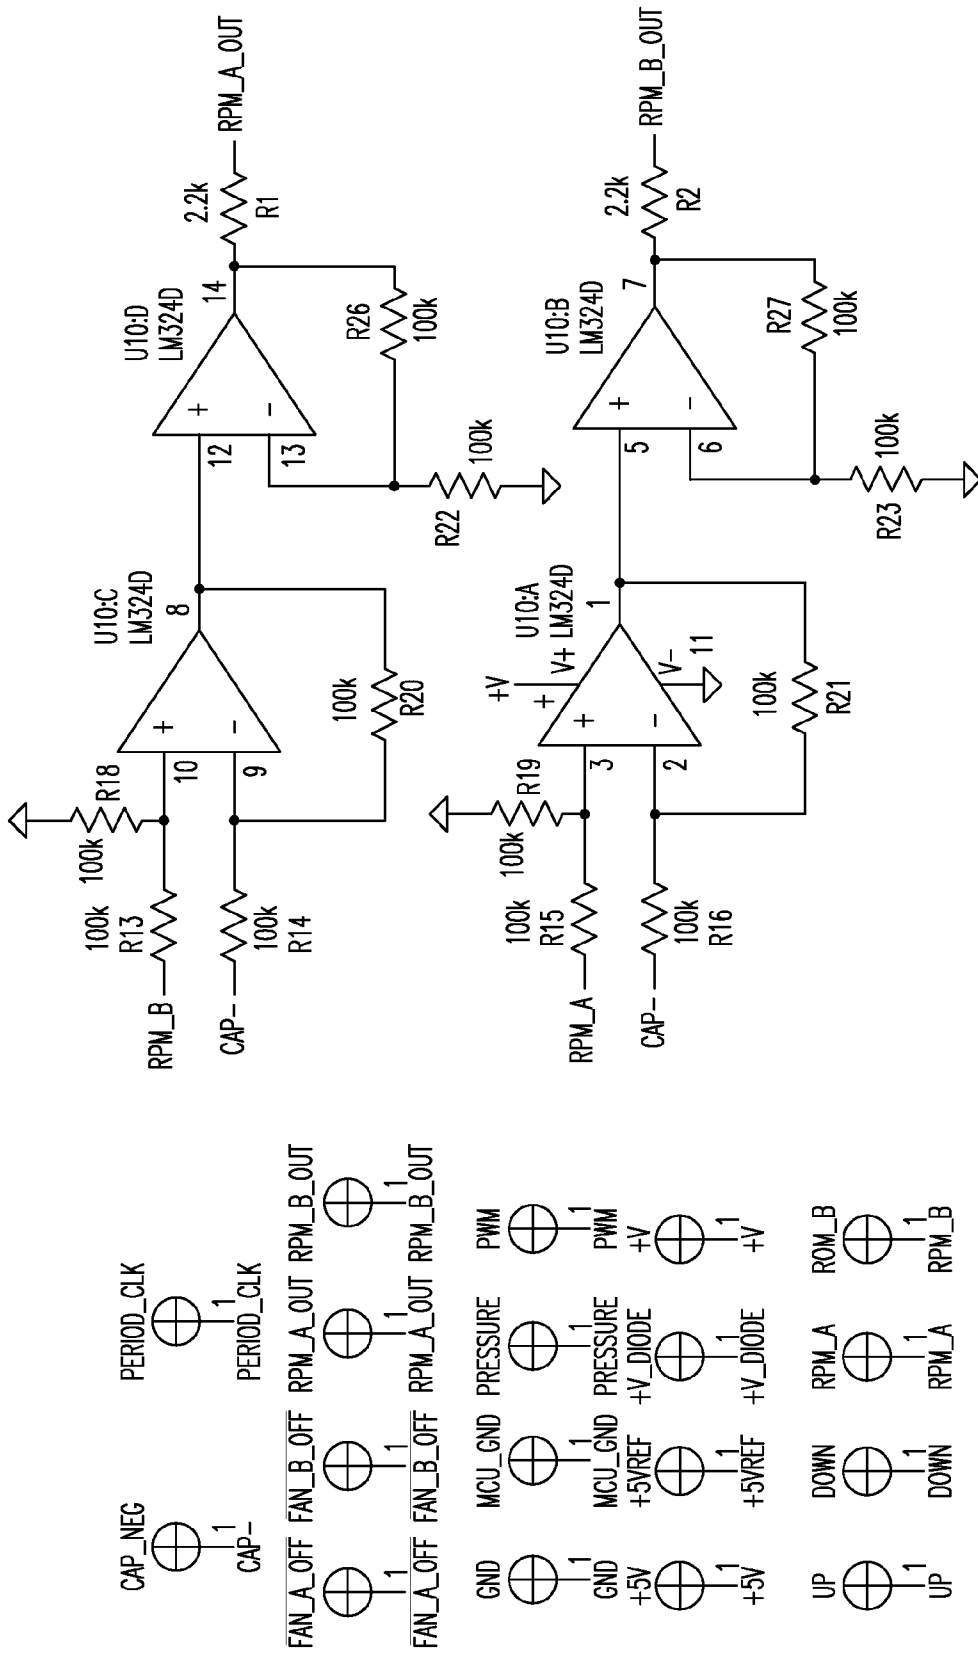 CAP_NEG
1
CAP-
PERIOD_CLK
1
PERIOD_CLK
FAN_A_OFF
1
FAN_A_OFF
FAN_B_OFF
1
FAN_B_OFF
RPM_A_OUT
1
RPM_A_OUT
RPM_B_OUT
1
RPM_B_OUT
GND
1
GND
MCU_GND
1
MCU_GND
PRESSURE
1
PRESSURE
PWM
1
PWM
+5V
1
+5V
+5VREF
1
+5VREF
+V_DIODE
1
+V_DIODE
+V
1
+V
UP
1
UP
DOWN
1
DOWN
RPM_A
1
RPM_A
ROM_B
1
RPM_B
RPM_B
100k
R13
100k
R18
CAP-
100k
R14
10
+
9
-
U10:C
LM324D
8
100k
R20
12
+
13
-
U10:D
LM324D
14
R26
100k
R22
100k
2.2k
R1
RPM_A_OUT
RPM_A
100k
R15
100k
R19
CAP-
100k
R16
3
+
2
-
+V
V+
+
V-
11
U10:A
LM324D
1
100k
R21
5
+
6
-
U10:B
LM324D
7
R27
100k
R23
100k
2.2k
R2
RPM_B_OUT